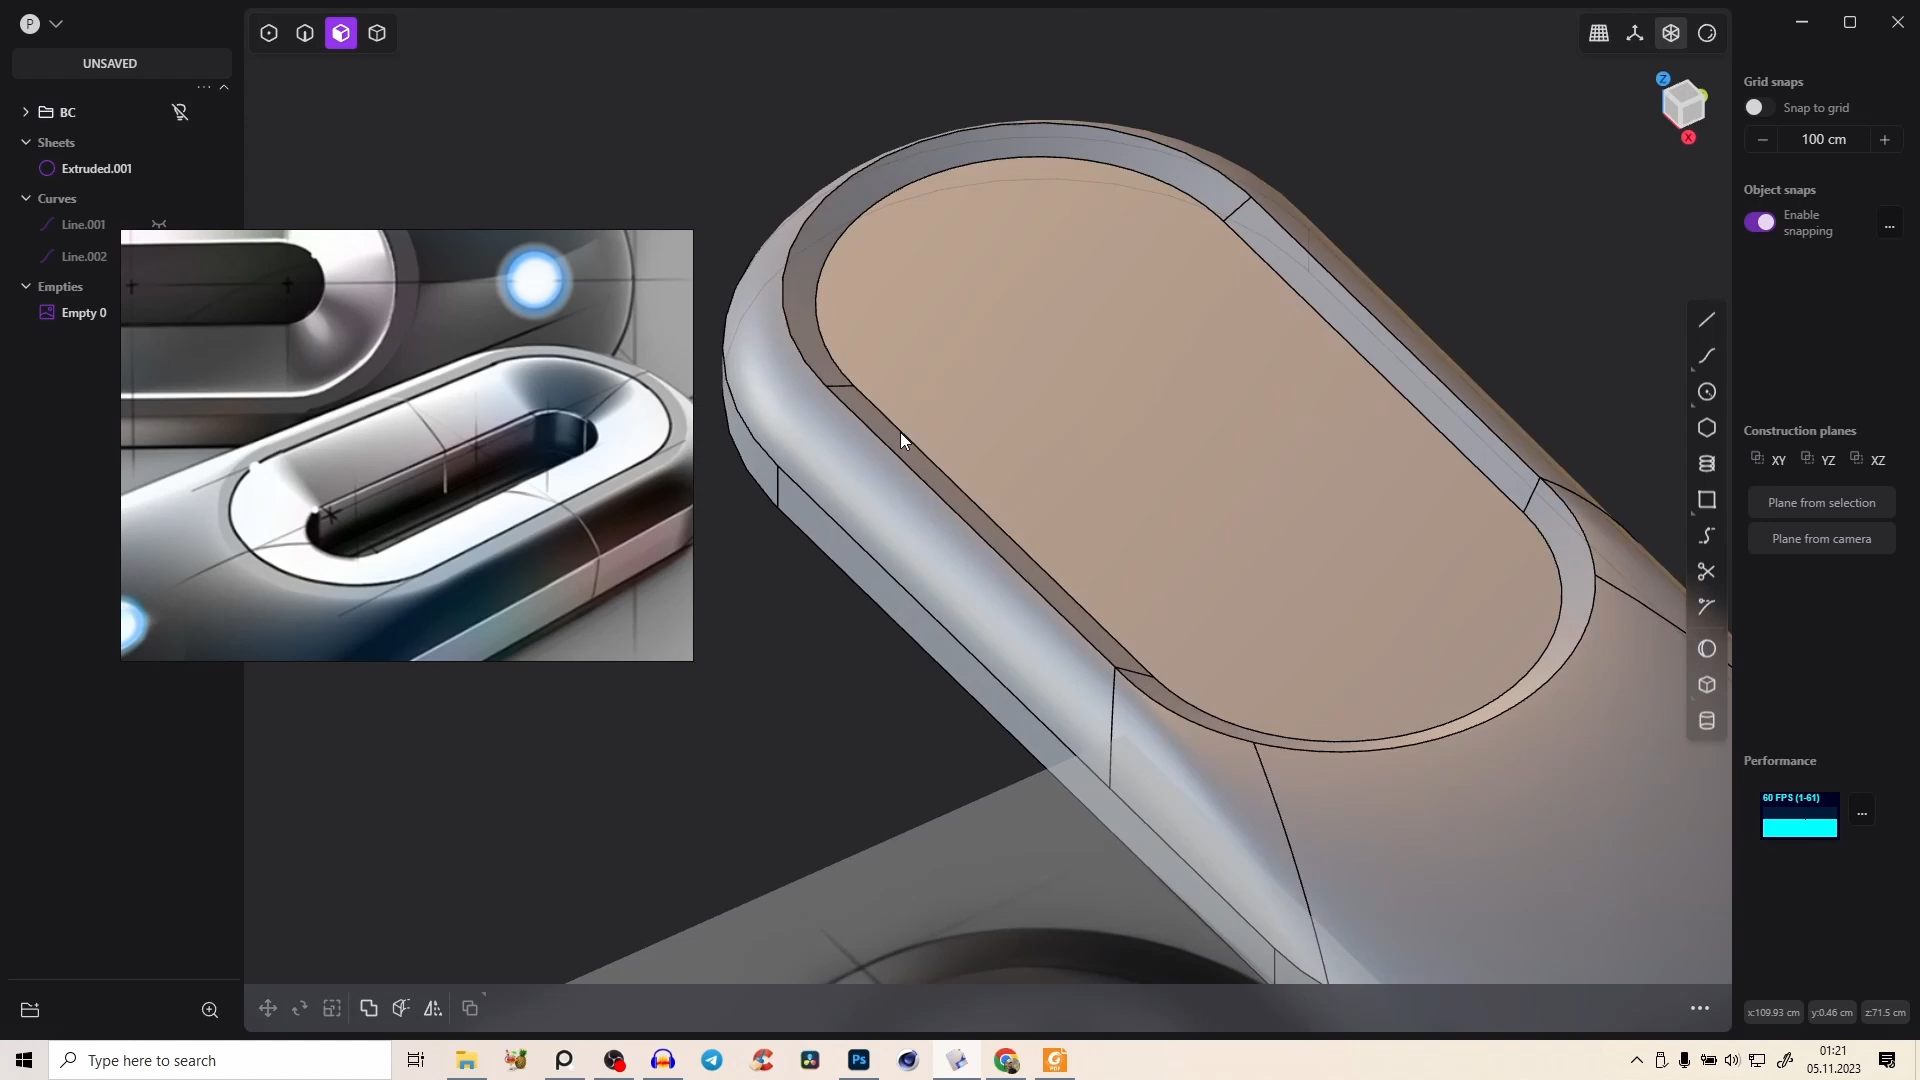 P
UNSAVED
BC
Sheets
Extruded.001
Curves
Line.001
Line.002
Empties
Empty 0
Z
X
Grid snaps
Snap to grid
100 cm
Object snaps
Enable
snapping
...
Construction planes
XY
YZ
XZ
Plane from selection
Plane from camera
Performance
60 FPS (1-61)
...
x:109.93 cm
y:0.46 cm
z:71.5 cm
Type here to search
Ps
PDF
01:21
05.11.2023